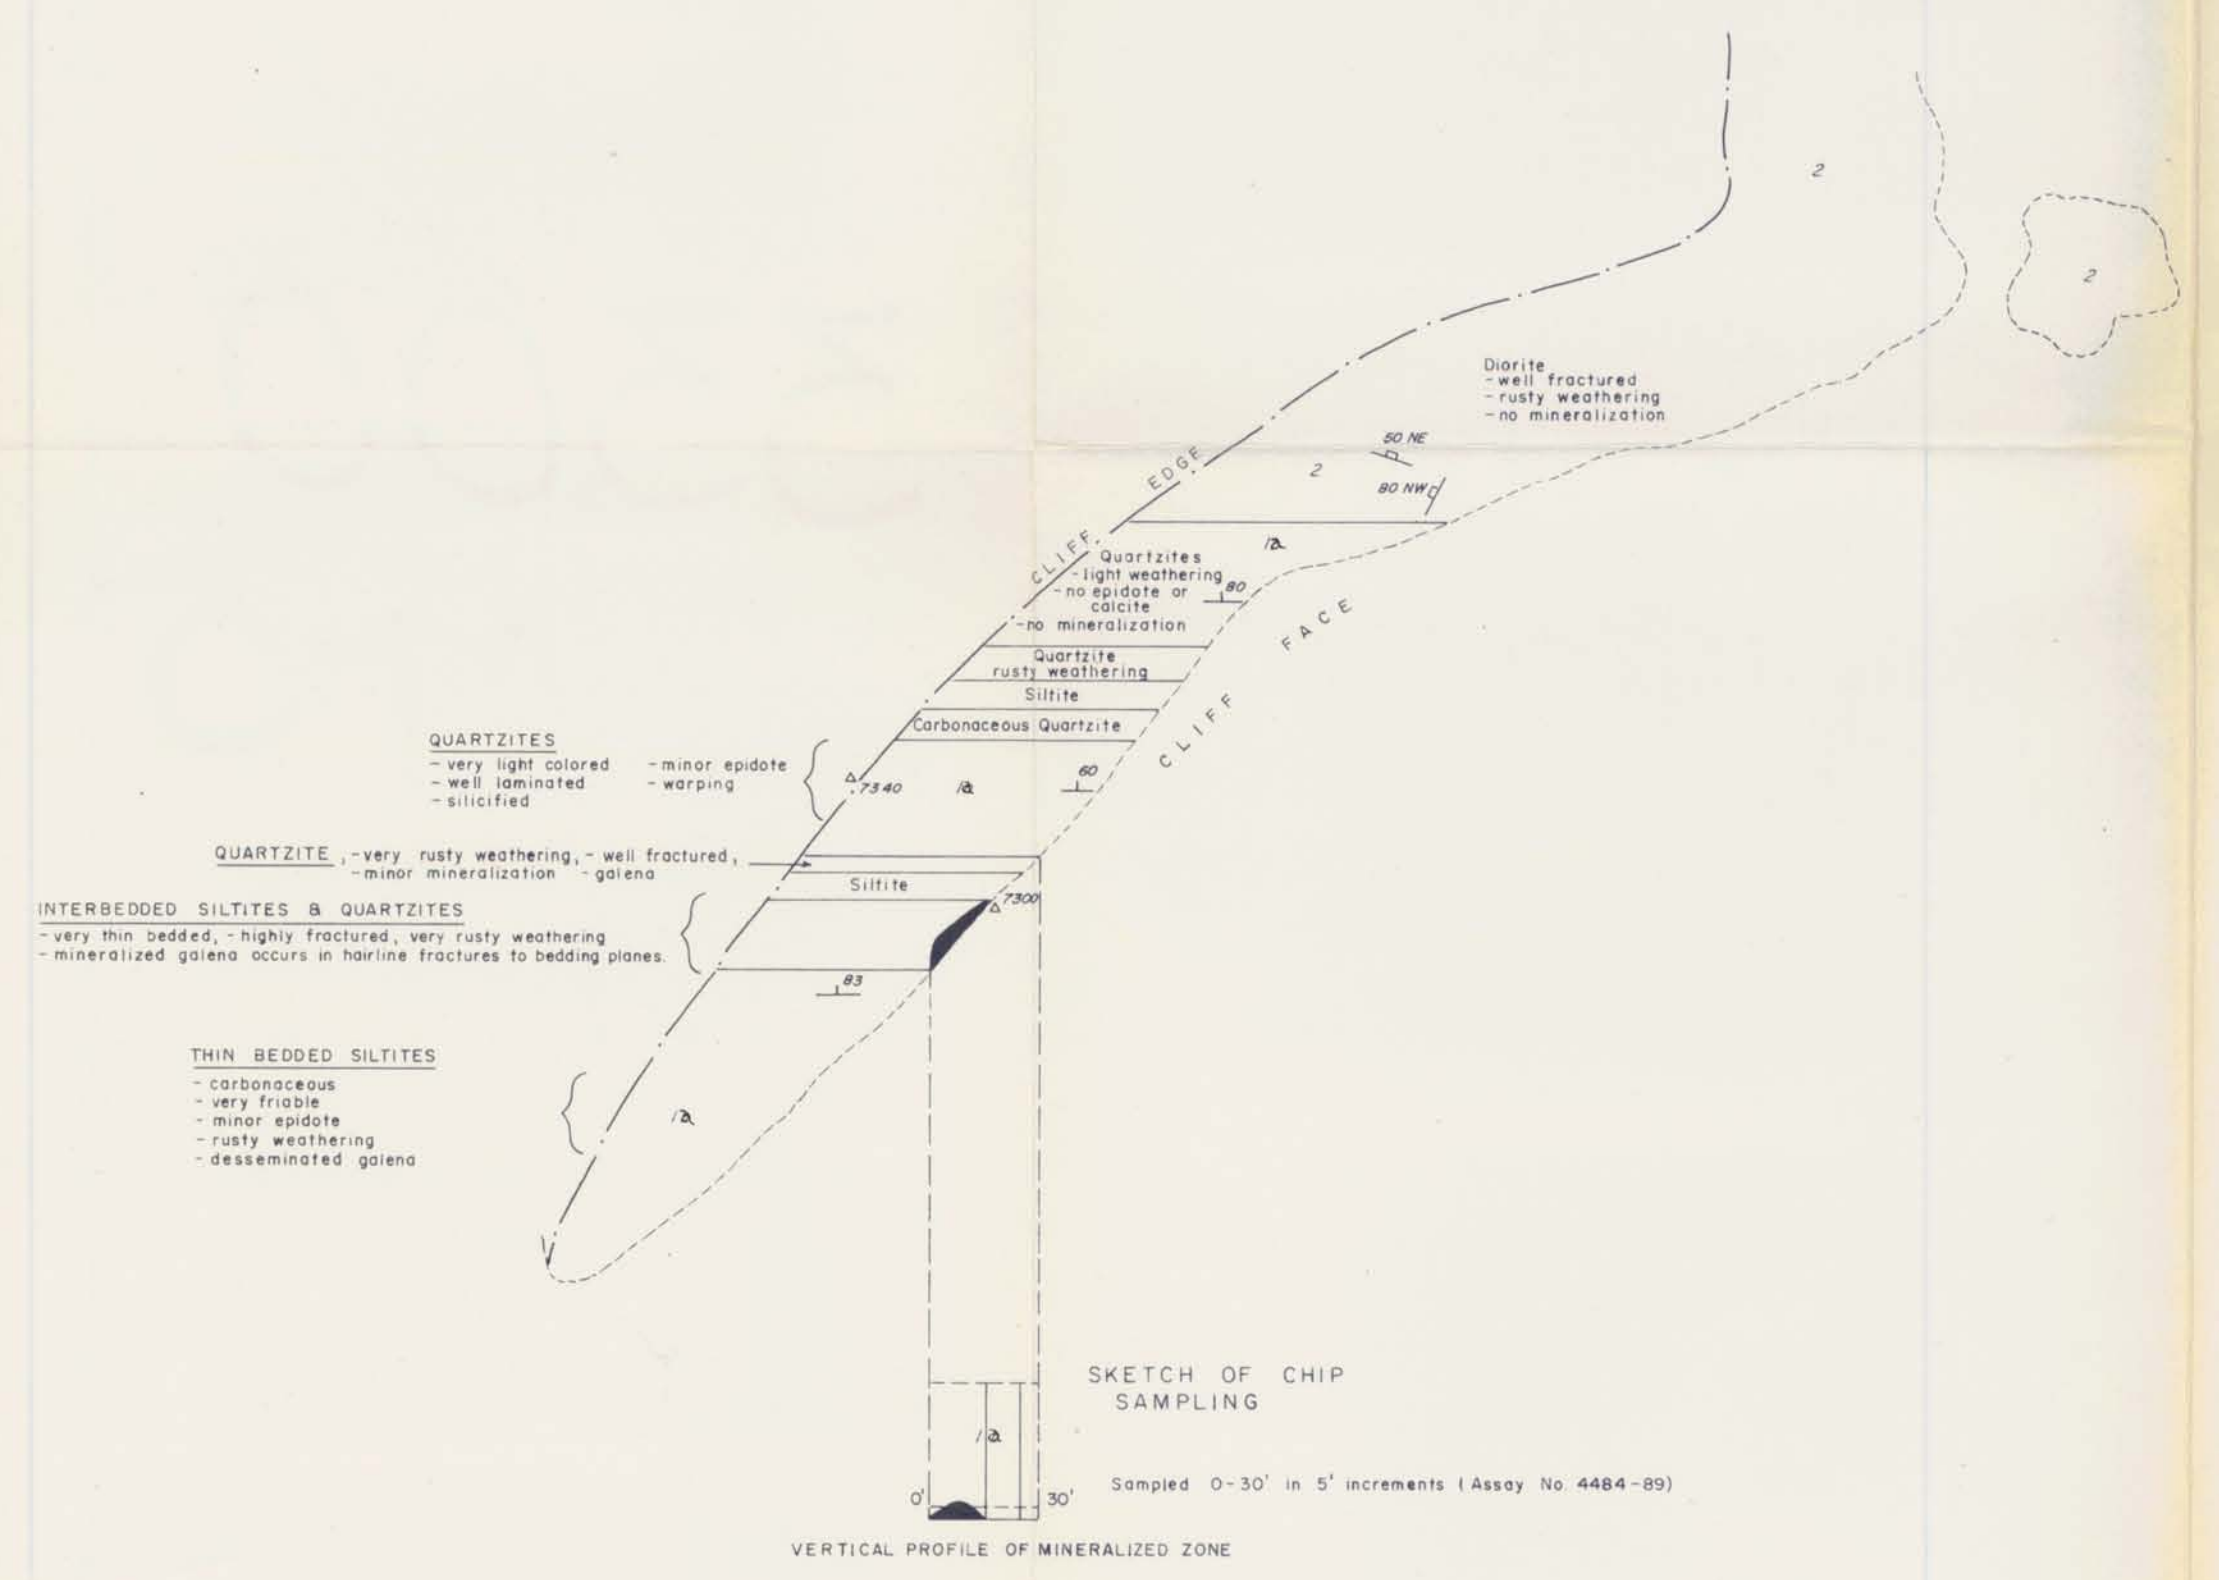 2
2
Diorite
- well fractured
- rusty weathering
- no mineralization
50 NE
2
80 NW
CLIFF EDGE
1a
Quartzites
- light weathering
- no epidote or
calcite
- no mineralization
80
CLIFF FACE
Quartzite
rusty weathering
Siltite
Carbonaceous Quartzite
QUARTZITES
- very light colored - minor epidote
- well laminated - warping
- silicified
7340
1a
60
QUARTZITE, - very rusty weathering, - well fractured,
- minor mineralization - galena
Siltite
7300
INTERBEDDED SILTITES & QUARTZITES
- very thin bedded, - highly fractured, very rusty weathering
- mineralized galena occurs in hairline fractures to bedding planes.
83
THIN BEDDED SILTITES
- carbonaceous
- very friable
- minor epidote
- rusty weathering
- desseminated galena
1a
SKETCH OF CHIP
SAMPLING
1a
Sampled 0-30' in 5' increments (Assay No. 4484-89)
0'
30'
VERTICAL PROFILE OF MINERALIZED ZONE